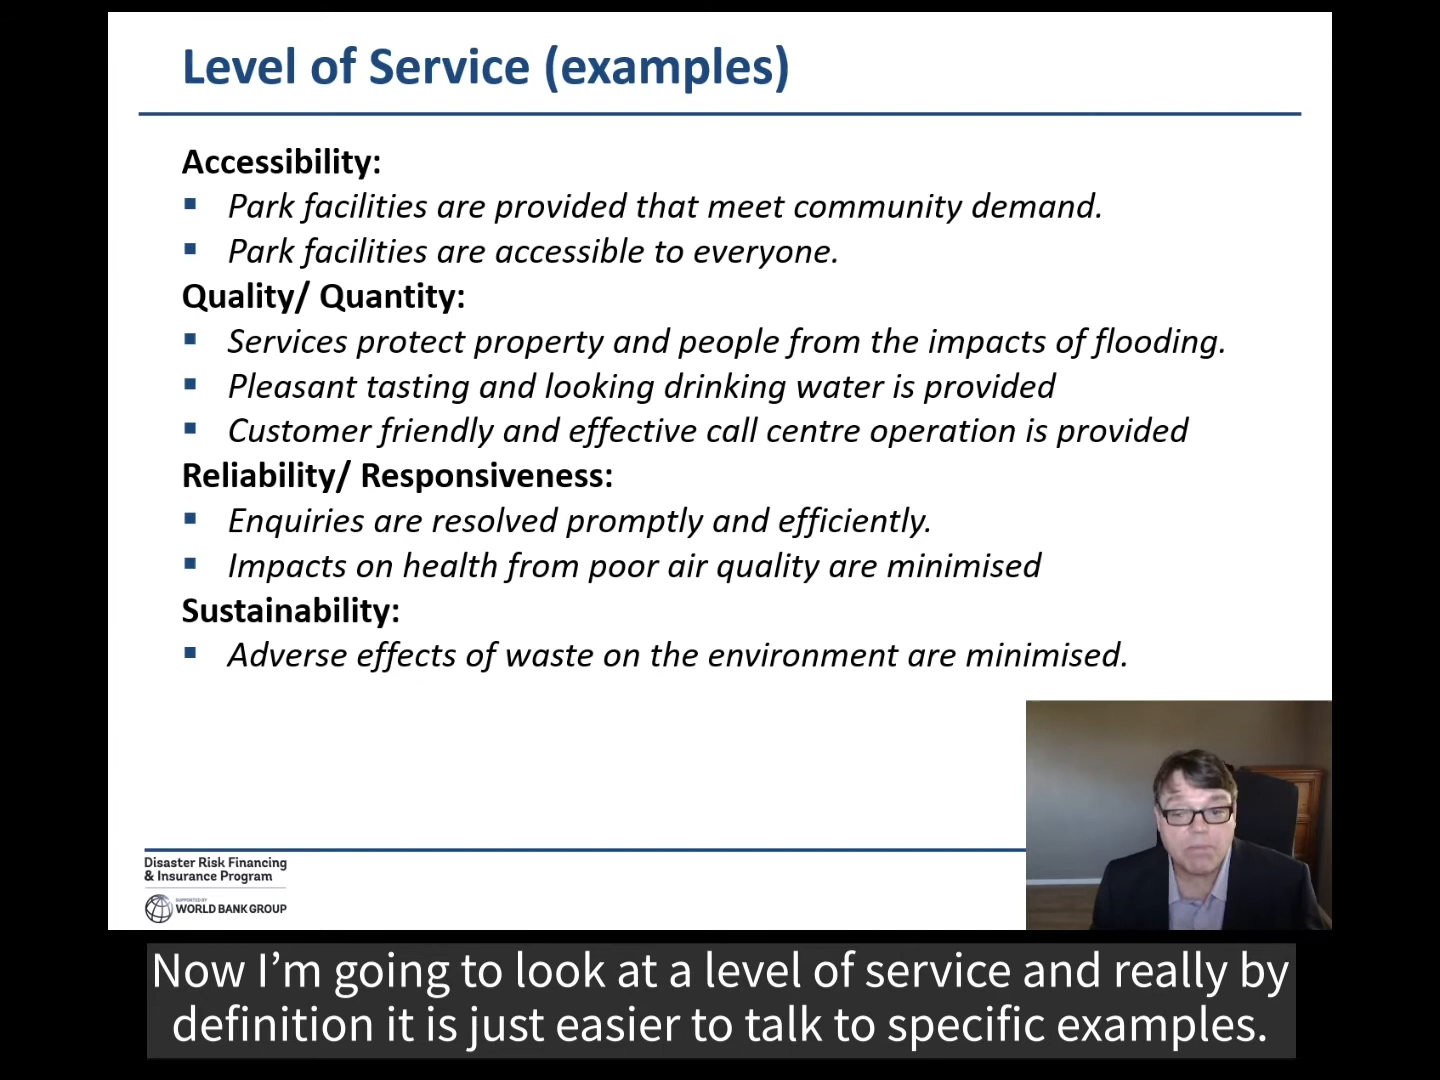 Level of Service (examples)
Accessibility:
▪ Park facilities are provided that meet community demand.
▪ Park facilities are accessible to everyone.
Quality/ Quantity:
▪ Services protect property and people from the impacts of flooding.
▪ Pleasant tasting and looking drinking water is provided
▪ Customer friendly and effective call centre operation is provided
Reliability/ Responsiveness:
▪ Enquiries are resolved promptly and efficiently.
▪ Impacts on health from poor air quality are minimised
Sustainability:
▪ Adverse effects of waste on the environment are minimised.
Disaster Risk Financing
& Insurance Program
SUPPORTED BY
WORLD BANK GROUP
Now I’m going to look at a level of service and really by
definition it is just easier to talk to specific examples.